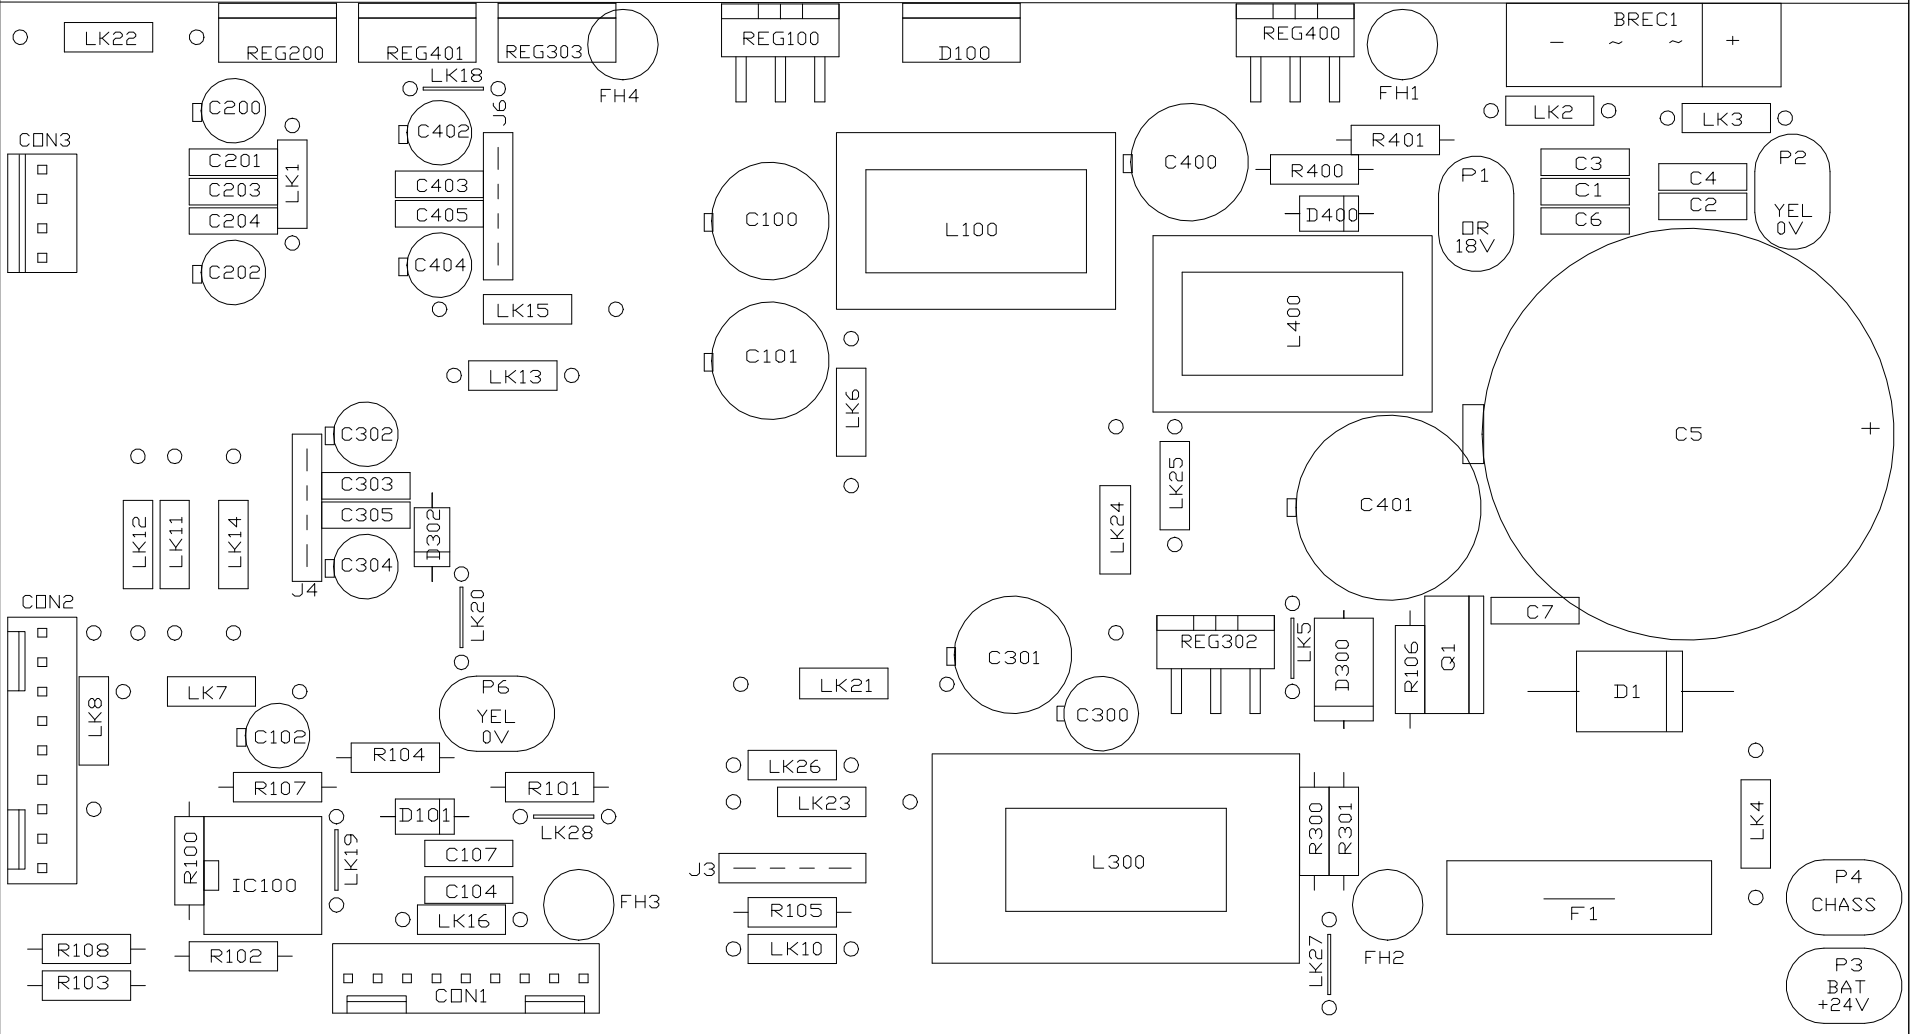 LK22
REG200
REG401
REG303
FH4
REG100
D100
REG400
FH1
BREC1
− ~ ~ +
LK18
C200
C402
J6
CON3
C201
C203
C204
LK1
C403
C405
C202
C404
LK15
LK13
C100
C101
L100
LK6
C400
R401
R400
D400
LK2
LK3
P1
OR
18V
C3
C1
C6
C4
C2
P2
YEL
0V
L400
C5
+
C401
LK25
LK24
C302
C303
C305
C304
D302
J4
LK12
LK11
LK14
LK20
CON2
LK8
LK7
C102
P6
YEL
0V
R104
R107
R101
D101
LK28
R100
IC100
LK19
C107
C104
LK16
FH3
R108
R103
R102
CON1
LK21
LK26
LK23
J3
R105
LK10
C301
C300
REG302
LK5
D300
R106
Q1
C7
D1
L300
R300
R301
LK27
FH2
F1
LK4
P4
CHASS
P3
BAT
+24V